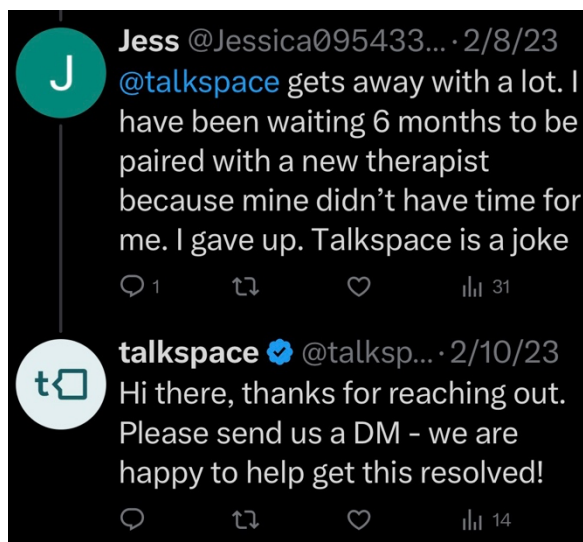 J
Jess @Jessica095433... · 2/8/23
@talkspace gets away with a lot. I
have been waiting 6 months to be
paired with a new therapist
because mine didn’t have time for
me. I gave up. Talkspace is a joke
1 31
t
talkspace @talksp... · 2/10/23
Hi there, thanks for reaching out.
Please send us a DM - we are
happy to help get this resolved!
14